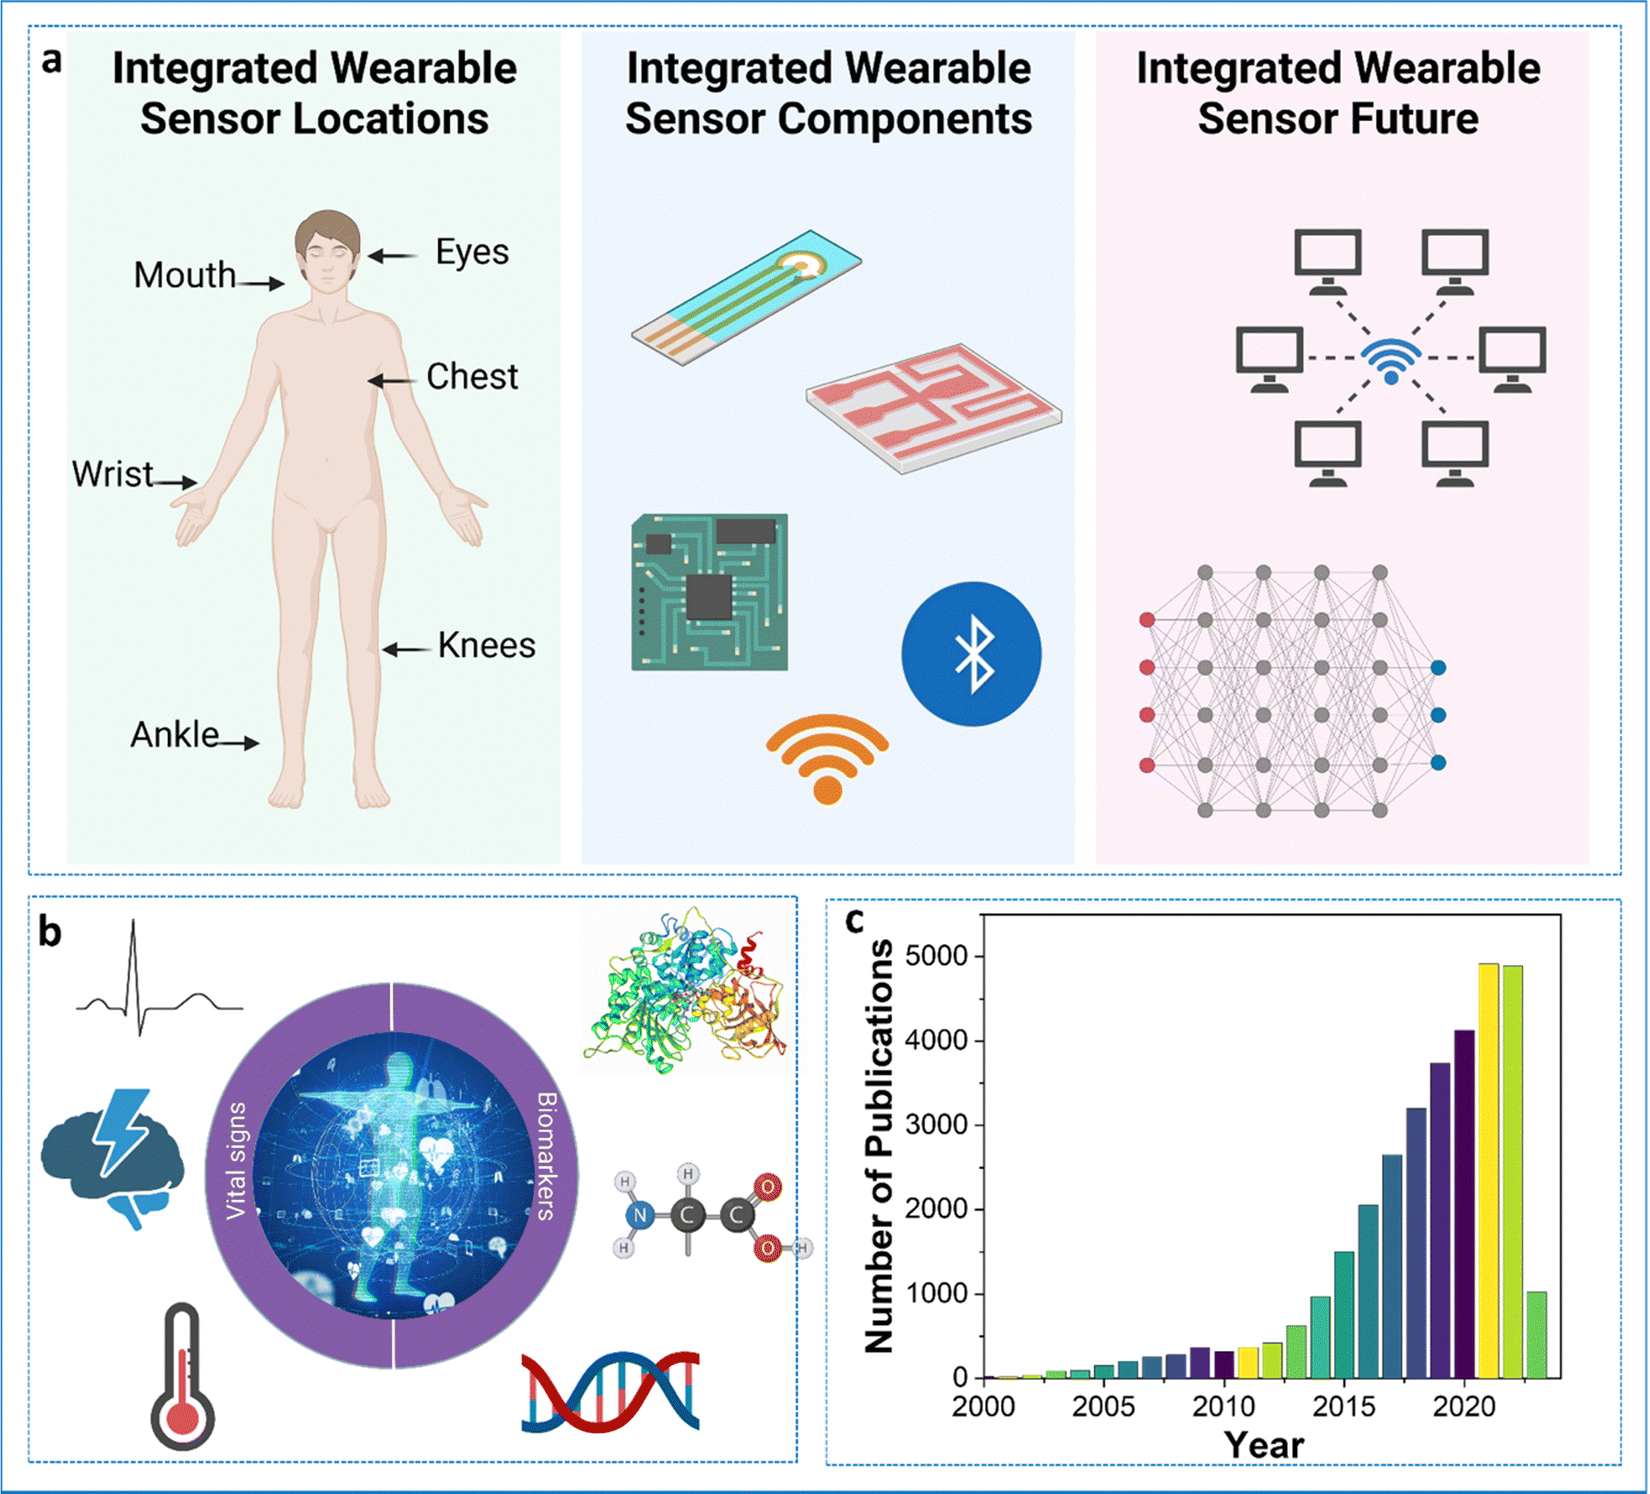 a
Integrated Wearable
Sensor Locations
Eyes
Mouth
Chest
Wrist
Knees
Ankle
Integrated Wearable
Sensor Components
Integrated Wearable
Sensor Future
b
Vital signs
Biomarkers
H
H
N
C
C
O
H
O
H
c
Number of Publications
5000
4000
3000
2000
1000
0
2000
2005
2010
2015
2020
Year